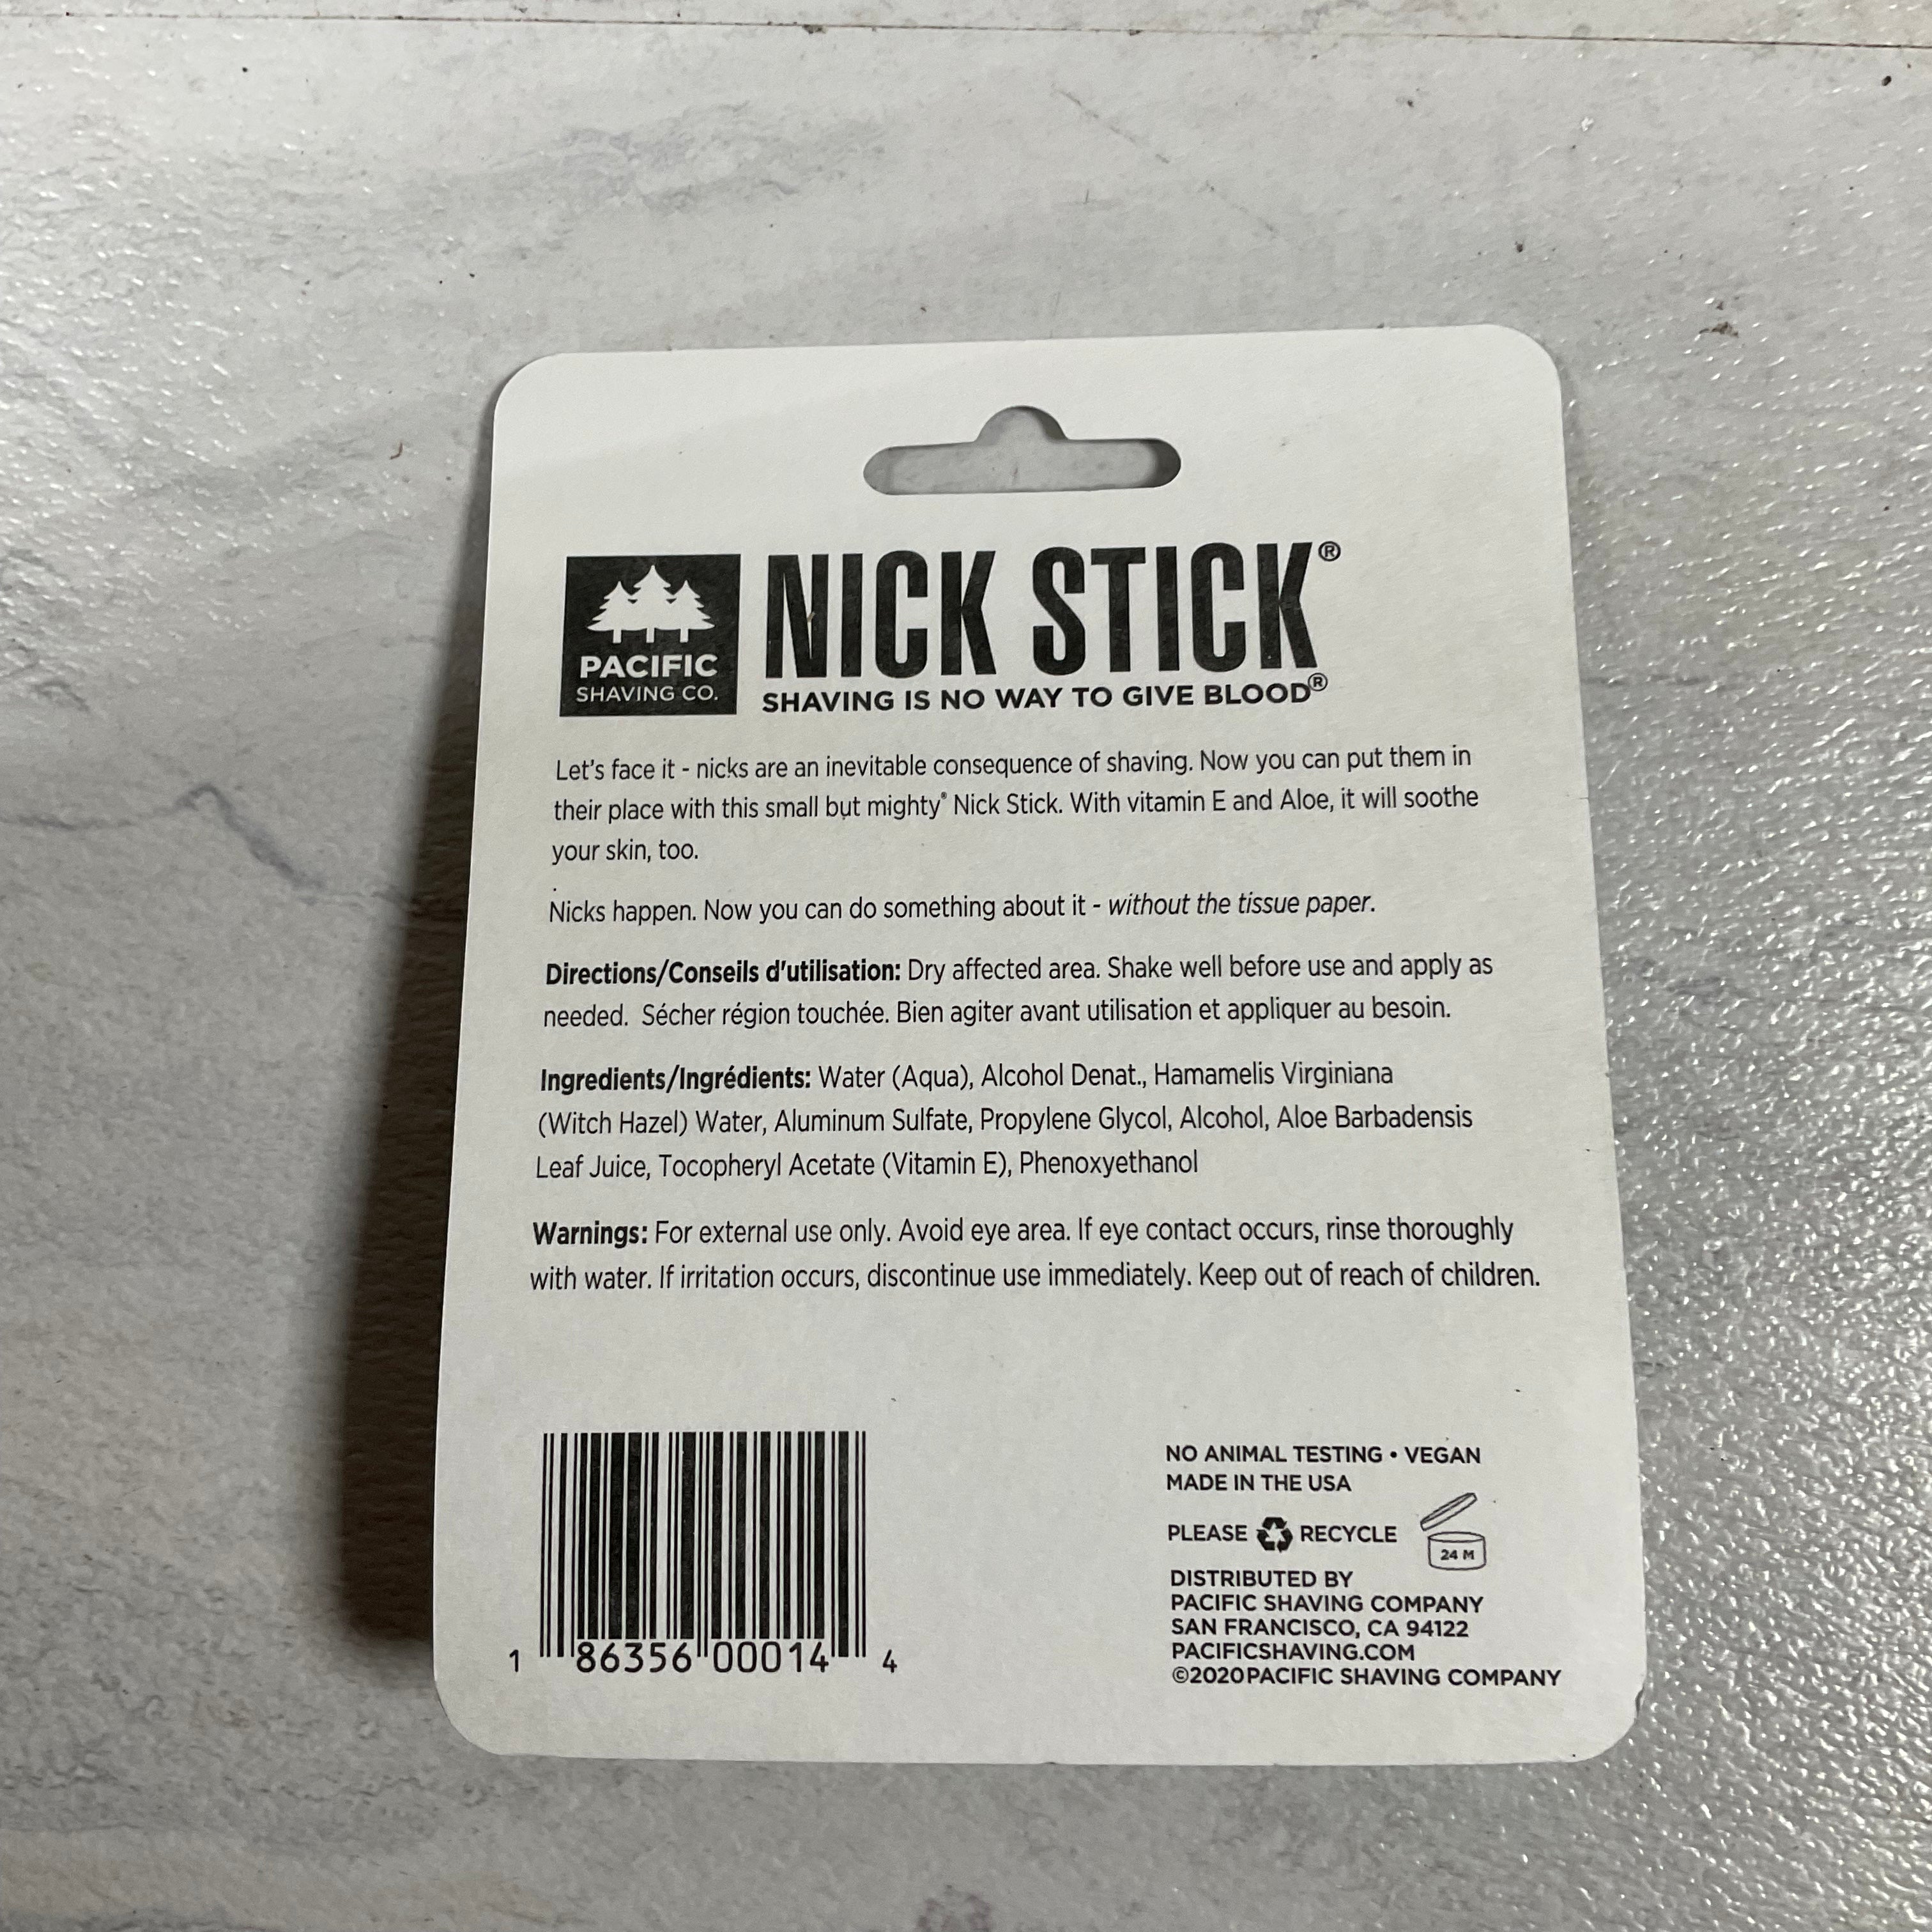 PACIFIC
SHAVING CO.
NICK STICK®
SHAVING IS NO WAY TO GIVE BLOOD®
Let's face it - nicks are an inevitable consequence of shaving. Now you can put them in
their place with this small but mighty® Nick Stick. With vitamin E and Aloe, it will soothe
your skin, too.
Nicks happen. Now you can do something about it - without the tissue paper.
Directions/Conseils d'utilisation: Dry affected area. Shake well before use and apply as
needed. Sécher région touchée. Bien agiter avant utilisation et appliquer au besoin.
Ingredients/Ingrédients: Water (Aqua), Alcohol Denat., Hamamelis Virginiana
(Witch Hazel) Water, Aluminum Sulfate, Propylene Glycol, Alcohol, Aloe Barbadensis
Leaf Juice, Tocopheryl Acetate (Vitamin E), Phenoxyethanol
Warnings: For external use only. Avoid eye area. If eye contact occurs, rinse thoroughly
with water. If irritation occurs, discontinue use immediately. Keep out of reach of children.
1 86356 00014 4
NO ANIMAL TESTING • VEGAN
MADE IN THE USA
PLEASE RECYCLE
24 M
DISTRIBUTED BY
PACIFIC SHAVING COMPANY
SAN FRANCISCO, CA 94122
PACIFICSHAVING.COM
©2020 PACIFIC SHAVING COMPANY